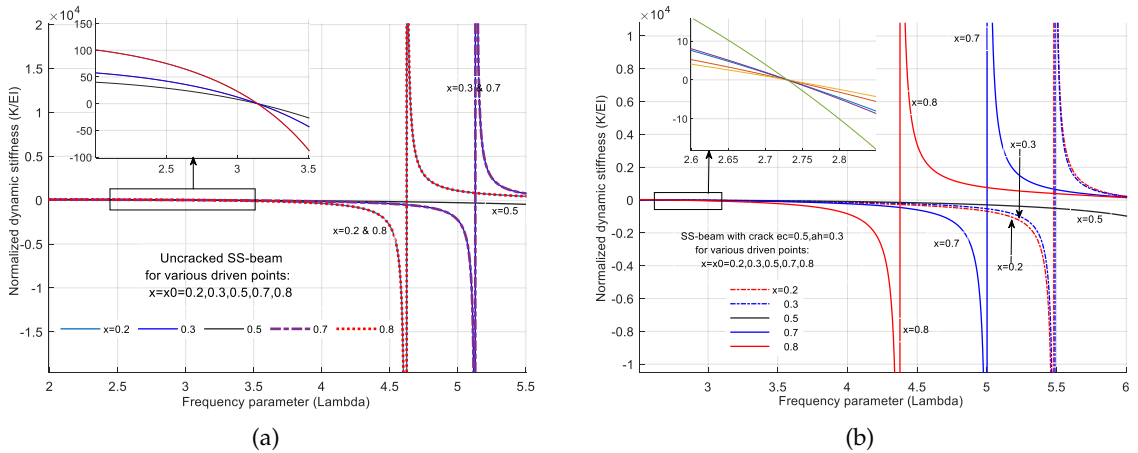 ×10⁴
2
1.5
1
0.5
0
-0.5
-1
-1.5
Normalized dynamic stiffness (K/EI)
150
100
50
0
-50
-100
2.5
3
3.5
x=0.3 & 0.7
x=0.5
x=0.2 & 0.8
Uncracked SS-beam
for various driven points:
x=x0=0.2,0.3,0.5,0.7,0.8
x=0.2 0.3 0.5 0.7 0.8
2 2.5 3 3.5 4 4.5 5 5.5
Frequency parameter (Lambda)
(a)
×10⁴
1
0.8
0.6
0.4
0.2
0
-0.2
-0.4
-0.6
-0.8
-1
Normalized dynamic stiffness (K/EI)
10
0
-10
2.6 2.65 2.7 2.75 2.8
x=0.7
x=0.8
x=0.3
x=0.5
x=0.7
x=0.2
x=0.8
SS-beam with crack ec=0.5,ah=0.3
for various driven points:
x=x0=0.2,0.3,0.5,0.7,0.8
x=0.2
0.3
0.5
0.7
0.8
3 3.5 4 4.5 5 5.5 6
Frequency parameter (Lambda)
(b)